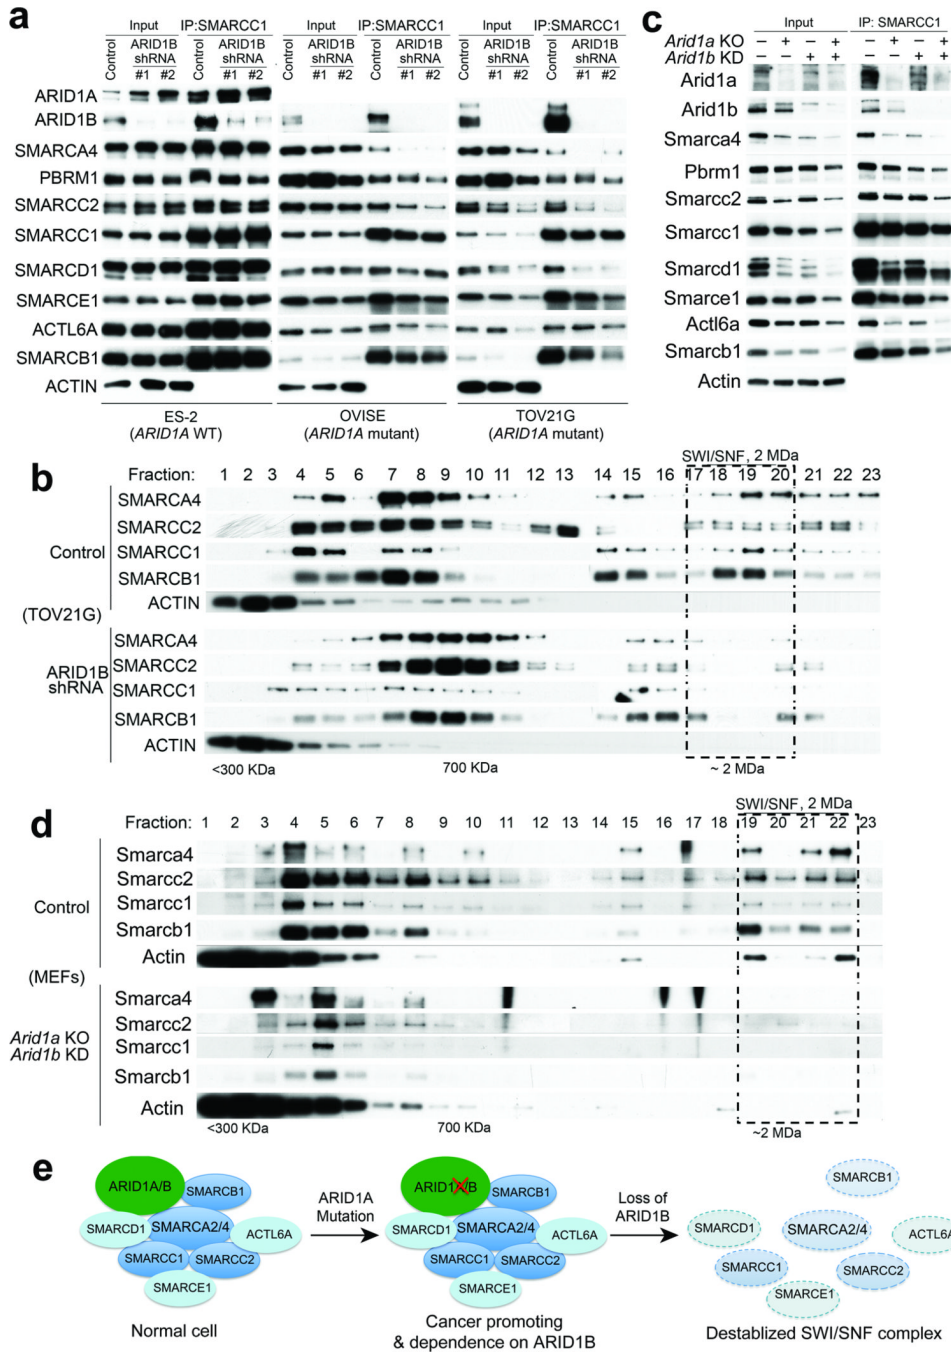 a
Input IP:SMARCC1 Input IP:SMARCC1 Input IP:SMARCC1
Control ARID1B shRNA #1 #2 Control ARID1B shRNA #1 #2 Control ARID1B shRNA #1 #2 Control ARID1B shRNA #1 #2 Control ARID1B shRNA #1 #2 Control ARID1B shRNA #1 #2
ARID1A
ARID1B
SMARCA4
PBRM1
SMARCC2
SMARCC1
SMARCD1
SMARCE1
ACTL6A
SMARCB1
ACTIN
ES-2 OVISE TOV21G
(ARID1A WT) (ARID1A mutant) (ARID1A mutant)
c
Input IP: SMARCC1
Arid1a KO – + – + – + – +
Arid1b KD – – + + – – + +
Arid1a
Arid1b
Smarca4
Pbrm1
Smarcc2
Smarcc1
Smarcd1
Smarce1
Actl6a
Smarcb1
Actin
b
SWI/SNF, 2 MDa
Fraction: 1 2 3 4 5 6 7 8 9 10 11 12 13 14 15 16 17 18 19 20 21 22 23
Control
SMARCA4
SMARCC2
SMARCC1
SMARCB1
ACTIN
(TOV21G)
ARID1B
shRNA
SMARCA4
SMARCC2
SMARCC1
SMARCB1
ACTIN
<300 KDa 700 KDa ~ 2 MDa
d
SWI/SNF, 2 MDa
Fraction: 1 2 3 4 5 6 7 8 9 10 11 12 13 14 15 17 18 19 20 21 22 23
Control
Smarca4
Smarcc2
Smarcc1
Smarcb1
Actin
(MEFs)
Arid1a KO
Arid1b KD
Smarca4
Smarcc2
Smarcc1
Smarcb1
Actin
<300 KDa 700 KDa ~2 MDa
e
ARID1A/B
SMARCB1
SMARCD1
SMARCA2/4
ACTL6A
SMARCC1
SMARCC2
SMARCE1
Normal cell
ARID1A
Mutation
ARID1A/B
SMARCB1
SMARCD1
SMARCA2/4
ACTL6A
SMARCC1
SMARCC2
SMARCE1
Cancer promoting
& dependence on ARID1B
Loss of
ARID1B
SMARCB1
SMARCD1
SMARCA2/4
ACTL6A
SMARCC1
SMARCC2
SMARCE1
Destablized SWI/SNF complex